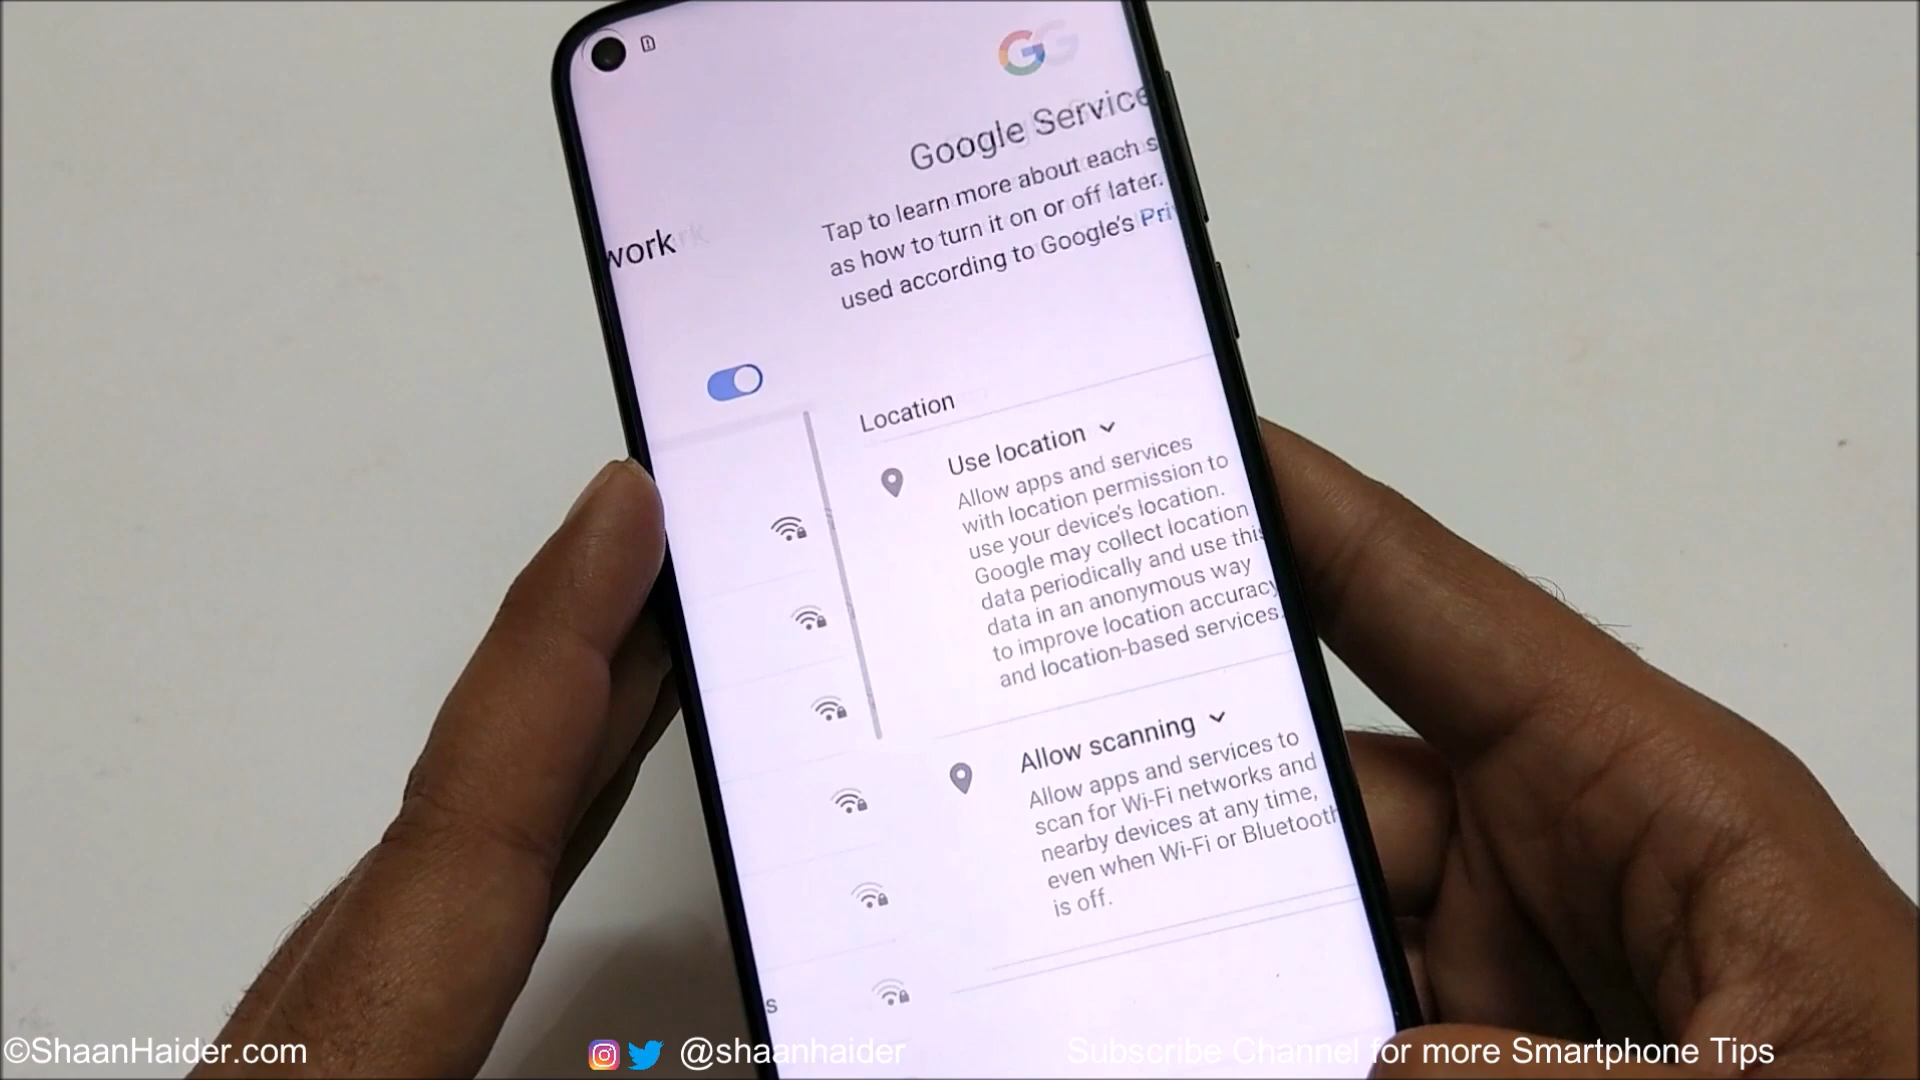 Google Service
Tap to learn more about each s
as how to turn it on or off later.
used according to Google's Pri
work
Location
Use location
Allow apps and services
with location permission to
use your device's location.
Google may collect location
data periodically and use this
data in an anonymous way
to improve location accuracy
and location-based services.
Allow scanning
Allow apps and services to
scan for Wi-Fi networks and
nearby devices at any time,
even when Wi-Fi or Bluetooth
is off.
s
©ShaanHaider.com
@shaanhaider
Subscribe Channel for more Smartphone Tips